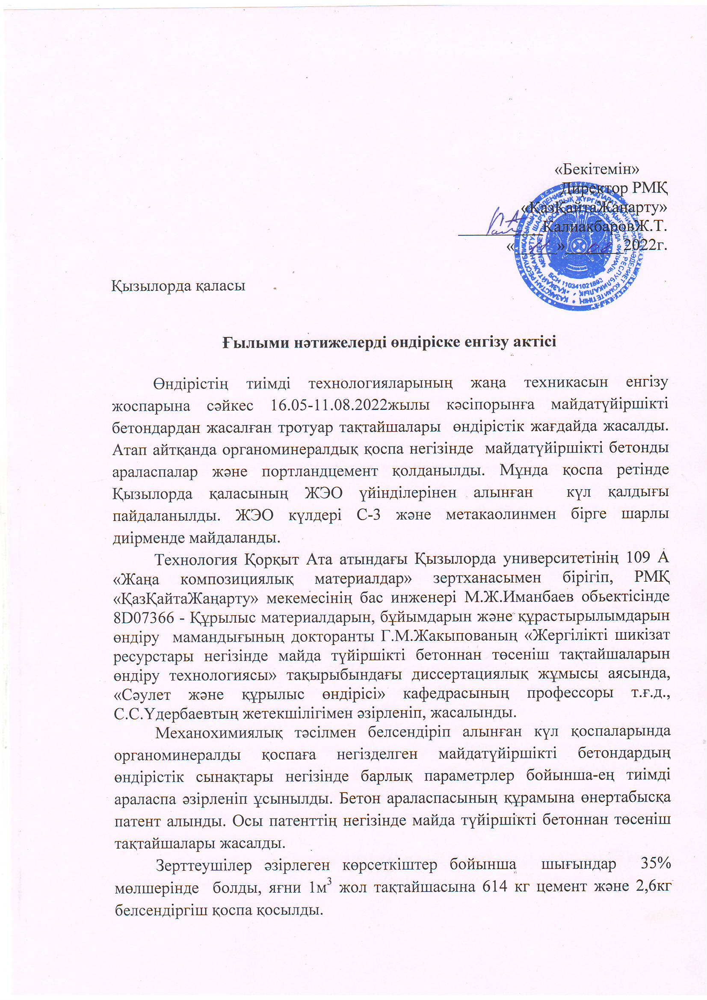 «Бекітемін»
Директор РМҚ
«ҚазҚайтаЖаңарту»
ҚалиакбаровЖ.Т.
«11» 08 2022г.
БСН 110341021893
Қызылорда қаласы
Ғылыми нәтижелерді өндіріске енгізу актісі
Өндірістің тиімді технологияларының жаңа техникасын енгізу
жоспарына сәйкес 16.05-11.08.2022жылы кәсіпорынға майдатүйіршікті
бетондардан жасалған тротуар тақтайшалары өндірістік жағдайда жасалды.
Атап айтқанда органоминералдық қоспа негізінде майдатүйіршікті бетонды
араласпалар және портландцемент қолданылды. Мұнда қоспа ретінде
Қызылорда қаласының ЖЭО үйінділерінен алынған күл қалдығы
пайдаланылды. ЖЭО күлдері С-3 және метакаолинмен бірге шарлы
диірменде майдаланды.
Технология Қорқыт Ата атындағы Қызылорда университетінің 109 А
«Жаңа композициялық материалдар» зертханасымен бірігіп, РМҚ
«ҚазҚайтаЖаңарту» мекемесінің бас инженері М.Ж.Иманбаев обьектісінде
8D07366 - Құрылыс материалдарын, бұйымдарын және құрастырылымдарын
өндіру мамандығының докторанты Г.М.Жакыпованың «Жергілікті шикізат
ресурстары негізінде майда түйіршікті бетоннан төсеніш тақтайшаларын
өндіру технологиясы» тақырыбындағы диссертациялық жұмысы аясында,
«Сәулет және құрылыс өндірісі» кафедрасының профессоры т.ғ.д.,
С.С.Үдербаевтың жетекшілігімен әзірленіп, жасалынды.
Механохимиялық тәсілмен белсендіріп алынған күл қоспаларында
органоминералды қоспаға негізделген майдатүйіршікті бетондардың
өндірістік сынақтары негізінде барлық параметрлер бойынша-ең тиімді
араласпа әзірленіп ұсынылды. Бетон араласпасының құрамына өнертабысқа
патент алынды. Осы патенттің негізінде майда түйіршікті бетоннан төсеніш
тақтайшалары жасалды.
Зерттеушілер әзірлеген көрсеткіштер бойынша шығындар 35%
мөлшерінде болды, яғни 1м³ жол тақтайшасына 614 кг цемент және 2,6кг
белсендіргіш қоспа қосылды.